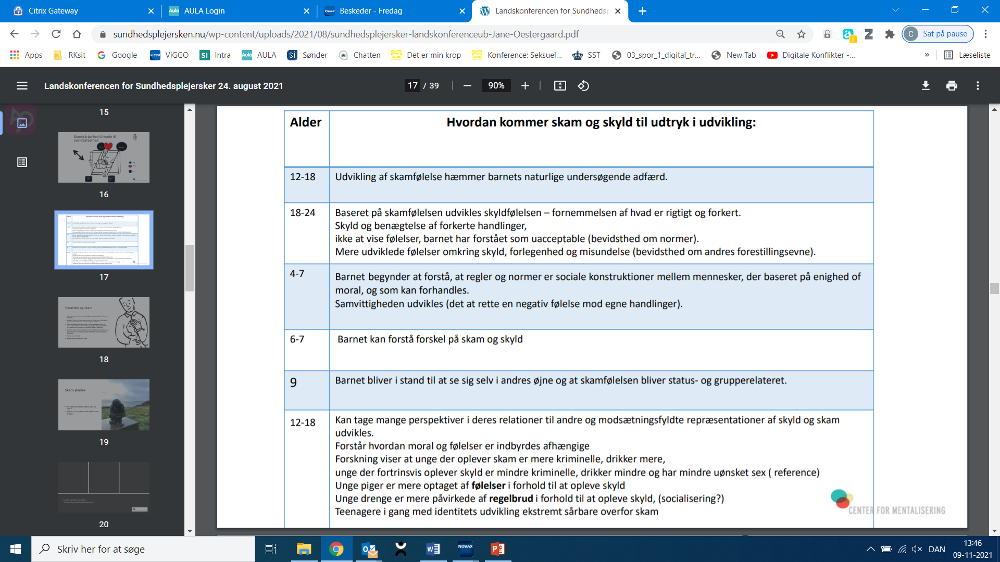 Citrix Gateway
AULA Login
Beskeder - Fredag
Landskonferencen for Sundhedsp
sundhedsplejersken.nu/wp-content/uploads/2021/08/sundhedsplejersker-landskonferenceub-Jane-Oestergaard.pdf
C Sat på pause
Apps
RKsit
Google
ViGGO
Intra
AULA
Sønder
Chatten
Det er min krop
Konference: Seksuel...
SST
03_spor_1_digital_tr...
New Tab
Digitale Konflikter -...
»
Læseliste
Landskonferencen for Sundhedsplejersker 24. august 2021
17 / 39
90%
15
Skam/sårbarhed til vrede til
skam/sårbarhed
16
17
Forældre og skam
18
Skam øvelse
19
20
Alder
Hvordan kommer skam og skyld til udtryk i udvikling:
12-18
Udvikling af skamfølelse hæmmer barnets naturlige undersøgende adfærd.
18-24
Baseret på skamfølelsen udvikles skyldfølelsen – fornemmelsen af hvad er rigtigt og forkert.
Skyld og benægtelse af forkerte handlinger,
ikke at vise følelser, barnet har forstået som uacceptable (bevidsthed om normer).
Mere udviklede følelser omkring skyld, forlegenhed og misundelse (bevidsthed om andres forestillingsevne).
4-7
Barnet begynder at forstå, at regler og normer er sociale konstruktioner mellem mennesker, der baseret på enighed of
moral, og som kan forhandles.
Samvittigheden udvikles (det at rette en negativ følelse mod egne handlinger).
6-7
Barnet kan forstå forskel på skam og skyld
9
Barnet bliver i stand til at se sig selv i andres øjne og at skamfølelsen bliver status- og grupperelateret.
12-18
Kan tage mange perspektiver i deres relationer til andre og modsætningsfyldte repræsentationer af skyld og skam
udvikles.
Forstår hvordan moral og følelser er indbyrdes afhængige
Forskning viser at unge der oplever skam er mere kriminelle, drikker mere,
unge der fortrinsvis oplever skyld er mindre kriminelle, drikker mindre og har mindre uønsket sex ( reference)
Unge piger er mere optaget af følelser i forhold til at opleve skyld
Unge drenge er mere påvirkede af regelbrud i forhold til at opleve skyld, (socialisering?)
Teenagere i gang med identitets udvikling ekstremt sårbare overfor skam
CENTER FOR MENTALISERING
Skriv her for at søge
NOVAX
DAN
13:46
09-11-2021